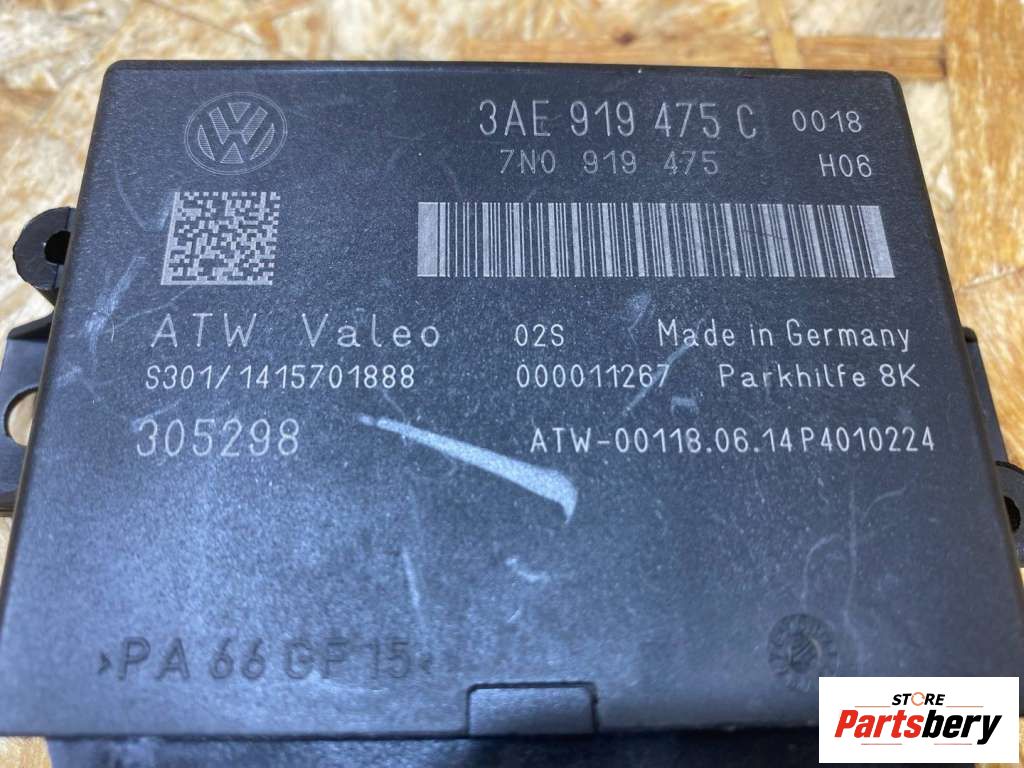 3AE 919 475 C 0018
7N0 919 475 H06
ATW Valeo 02S Made in Germany
S301/1415701888 000011267 Parkhilfe 8K
305298 ATW-00118.06.14P4010224
>PA 66 GF 15<
STORE
Partsbery